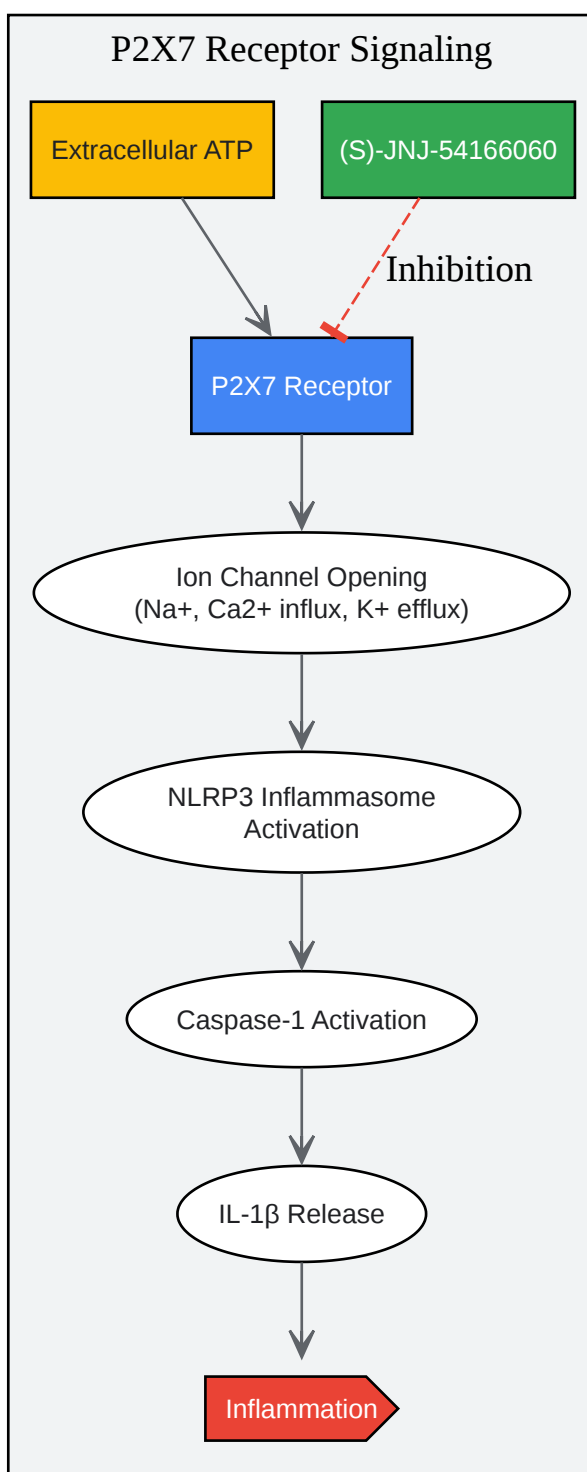 P2X7 Receptor Signaling
Extracellular ATP
(S)-JNJ-54166060
Inhibition
P2X7 Receptor
Ion Channel Opening
(Na+, Ca2+ influx, K+ efflux)
NLRP3 Inflammasome
Activation
Caspase-1 Activation
IL-1β Release
Inflammation